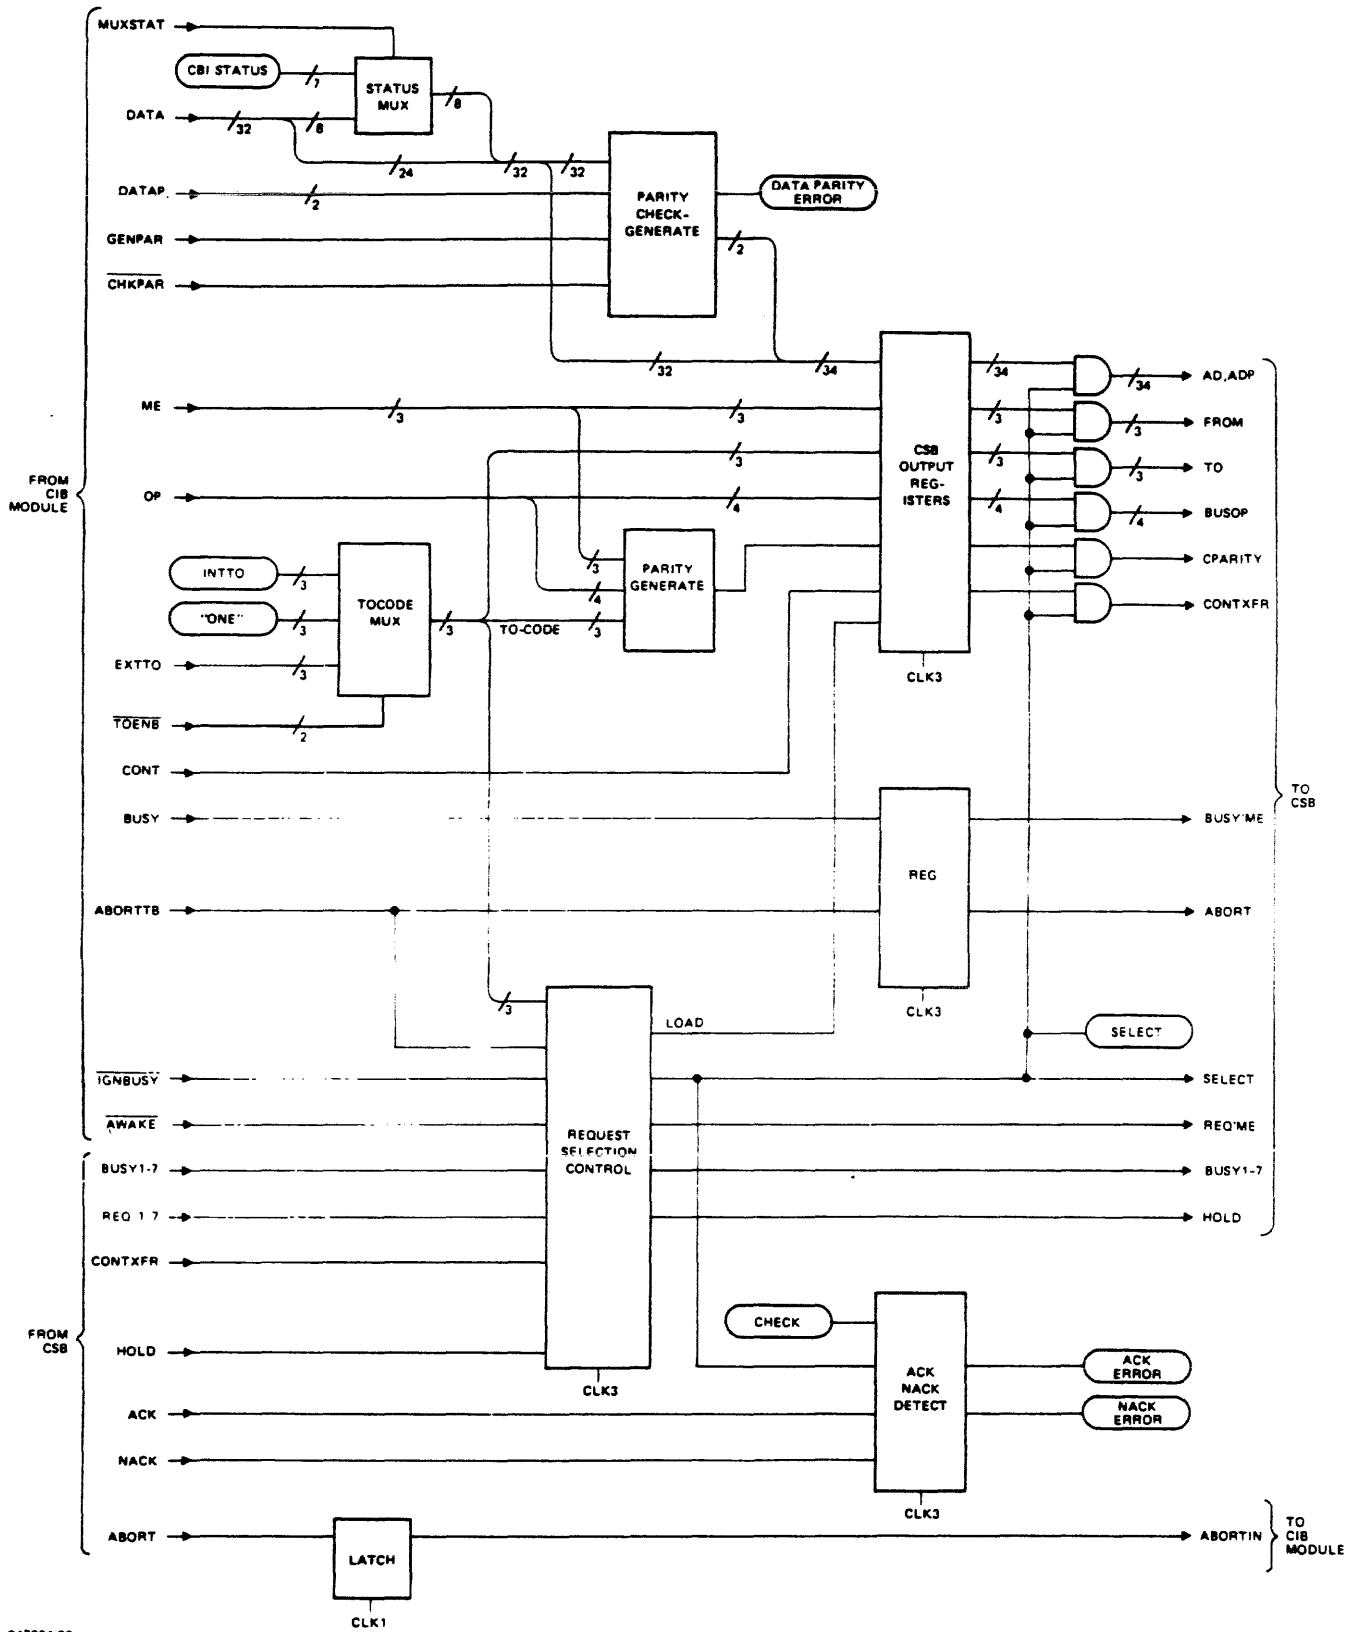 MUXSTAT
CBI STATUS
7
STATUS
MUX
8
DATA
32
8
24
32
32
DATAP
2
GENPAR
CHKPAR
PARITY
CHECK-
GENERATE
DATA PARITY
ERROR
2
32
34
34
34
AD,ADP
ME
3
3
3
3
FROM
3
3
3
TO
OP
4
4
4
BUSOP
CSB
OUTPUT
REG-
ISTERS
CLK3
CPARITY
CONTXFR
FROM
CIB
MODULE
INTTO
3
"ONE"
3
TOCODE
MUX
3
TO-CODE
3
4
3
PARITY
GENERATE
EXTTO
3
TOENB
2
CONT
BUSY
BUSY'ME
REG
CLK3
ABORTTB
ABORT
TO
CSB
3
LOAD
SELECT
IGNBUSY
SELECT
AWAKE
REQ'ME
REQUEST
SELECTION
CONTROL
CLK3
BUSY1-7
BUSY1-7
REQ 1-7
HOLD
CONTXFR
FROM
CSB
HOLD
CHECK
ACK
NACK
DETECT
CLK3
ACK
ERROR
NACK
ERROR
ACK
NACK
ABORT
LATCH
CLK1
ABORTIN
TO
CIB
MODULE